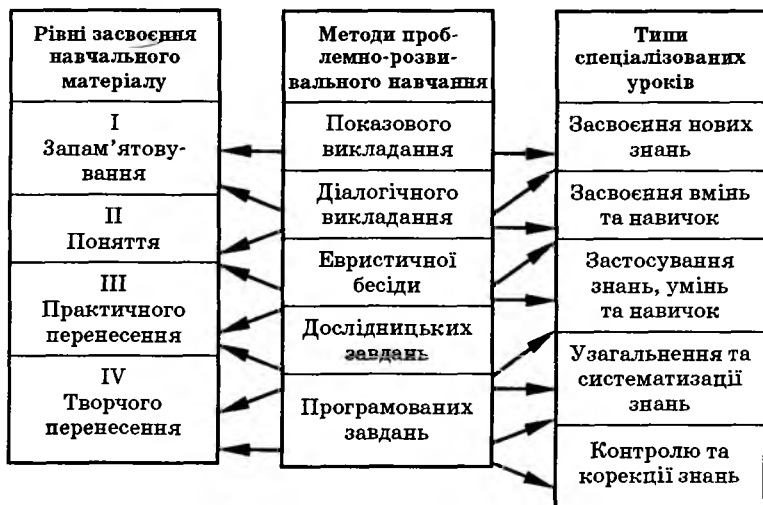 Рівні засвоєння
навчального
матеріалу
I
Запам’ятову-
вання
II
Поняття
III
Практичного
перенесення
IV
Творчого
перенесення
Методи проб-
лемно-розви-
вального навчання
Показового
викладання
Діалогічного
викладання
Евристичної
бесіди
Дослідницьких
завдань
Програмованих
завдань
Типи
спеціалізованих
уроків
Засвоєння нових
знань
Засвоєння вмінь
та навичок
Застосування
знань, умінь
та навичок
Узагальнення та
систематизації
знань
Контролю та
корекції знань